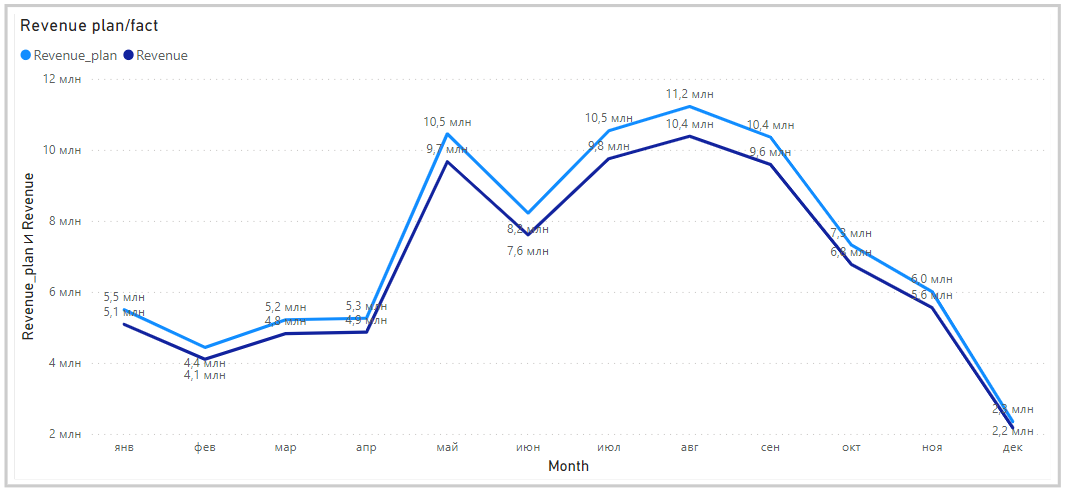 Revenue plan/fact
Revenue_plan Revenue
12 млн
10 млн
8 млн
6 млн
4 млн
2 млн
Revenue_plan И Revenue
5,5 млн
5,1 млн
4,4 млн
4,1 млн
5,2 млн
4,8 млн
5,3 млн
4,9 млн
10,5 млн
9,7 млн
8,2 млн
7,6 млн
10,5 млн
9,8 млн
11,2 млн
10,4 млн
10,4 млн
9,6 млн
7,3 млн
6,8 млн
6,0 млн
5,6 млн
млн
2,2 млн
янв фев мар апр май июн июл авг сен окт ноя дек
Month